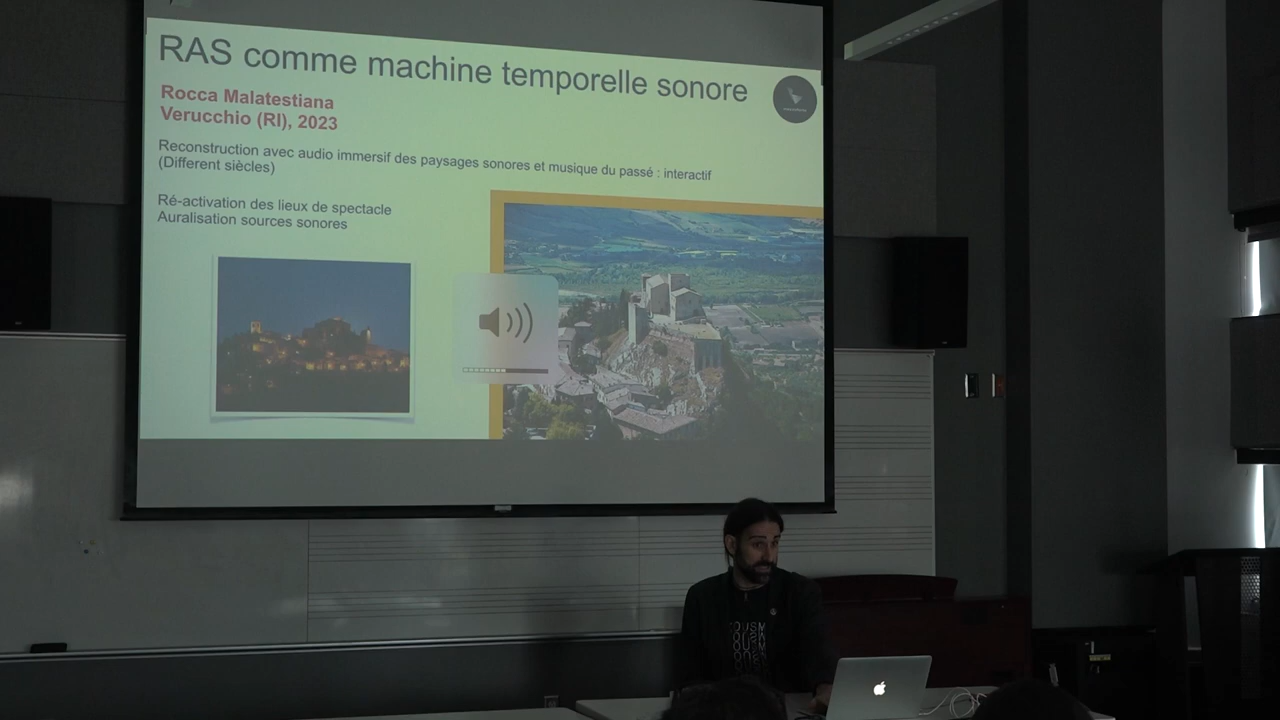 RAS comme machine temporelle sonore
Rocca Malatestiana
Verucchio (RI), 2023
Reconstruction avec audio immersif des paysages sonores et musique du passé : interactif
(Different siècles)
Ré-activation des lieux de spectacle
Auralisation sources sonores